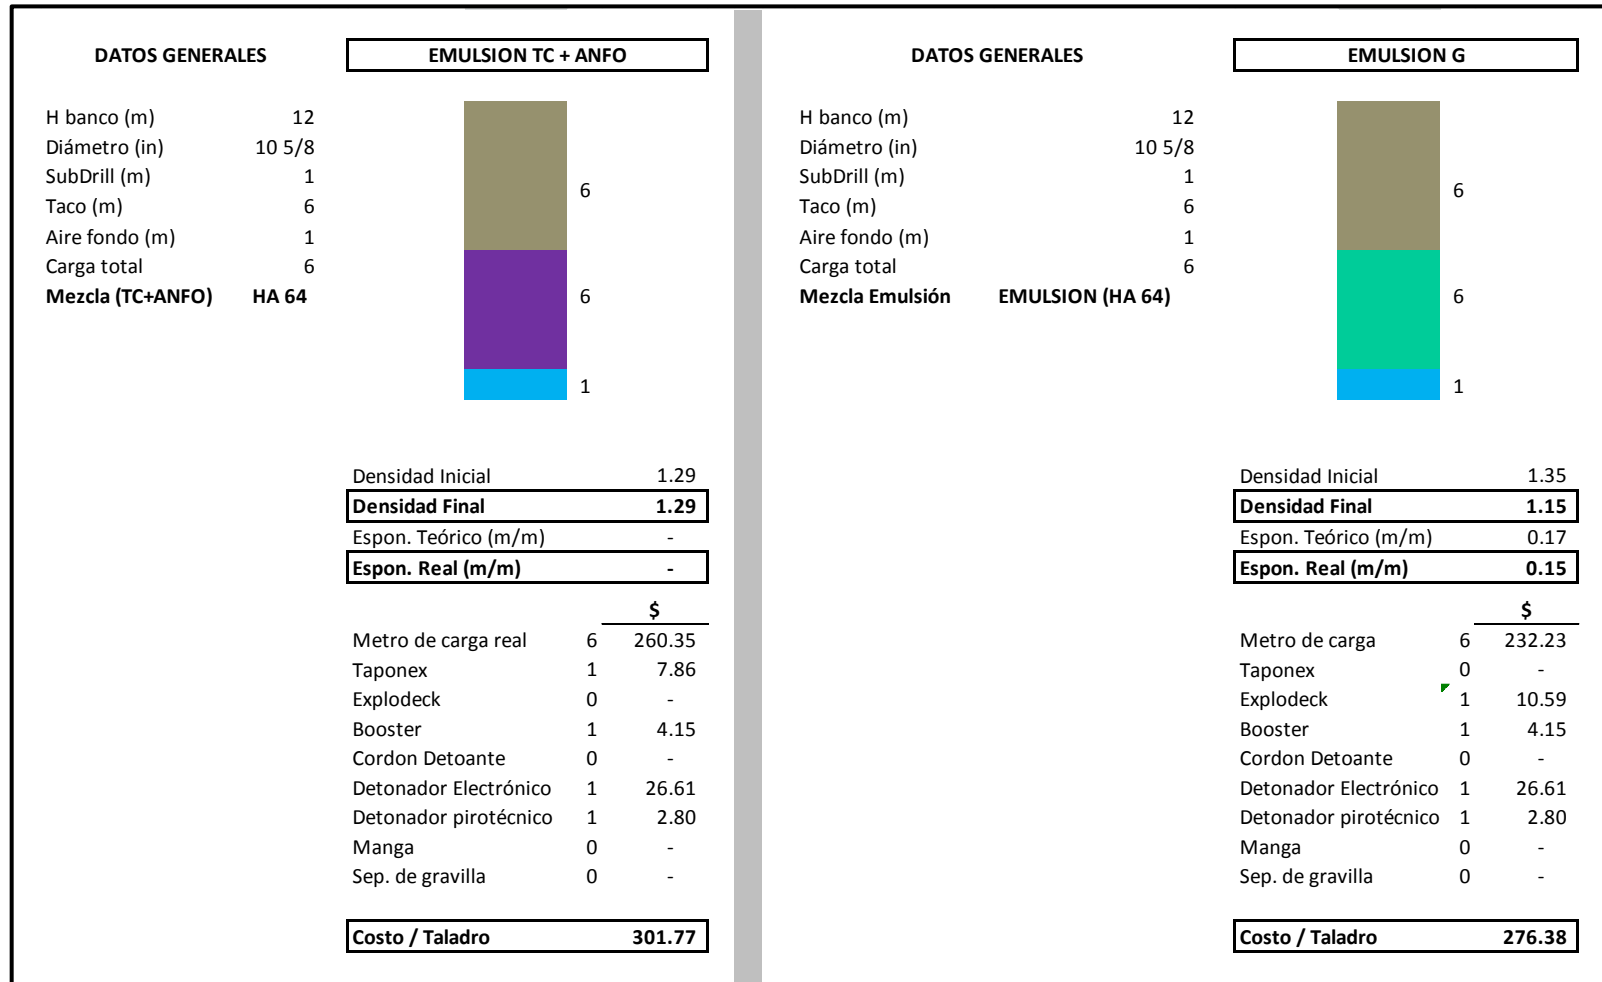 DATOS GENERALES
EMULSION TC + ANFO
H banco (m) 12
Diámetro (in) 10 5/8
SubDrill (m) 1
Taco (m) 6
Aire fondo (m) 1
Carga total 6
Mezcla (TC+ANFO) HA 64
6
6
1
Densidad Inicial 1.29
Densidad Final 1.29
Espon. Teórico (m/m) -
Espon. Real (m/m) -
$
Metro de carga real 6 260.35
Taponex 1 7.86
Explodeck 0 -
Booster 1 4.15
Cordon Detoante 0 -
Detonador Electrónico 1 26.61
Detonador pirotécnico 1 2.80
Manga 0 -
Sep. de gravilla 0 -
Costo / Taladro 301.77
DATOS GENERALES
EMULSION G
H banco (m) 12
Diámetro (in) 10 5/8
SubDrill (m) 1
Taco (m) 6
Aire fondo (m) 1
Carga total 6
Mezcla Emulsión EMULSION (HA 64)
6
6
1
Densidad Inicial 1.35
Densidad Final 1.15
Espon. Teórico (m/m) 0.17
Espon. Real (m/m) 0.15
$
Metro de carga 6 232.23
Taponex 0 -
Explodeck 1 10.59
Booster 1 4.15
Cordon Detoante 0 -
Detonador Electrónico 1 26.61
Detonador pirotécnico 1 2.80
Manga 0 -
Sep. de gravilla 0 -
Costo / Taladro 276.38